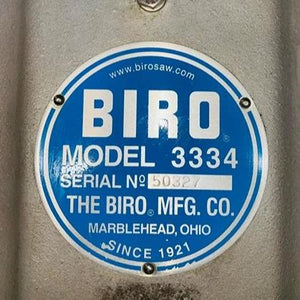 www.birosaw.com
BIRO®
MODEL 3334
SERIAL Nº 50327
THE BIRO® MFG. CO.
MARBLEHEAD, OHIO
SINCE 1921